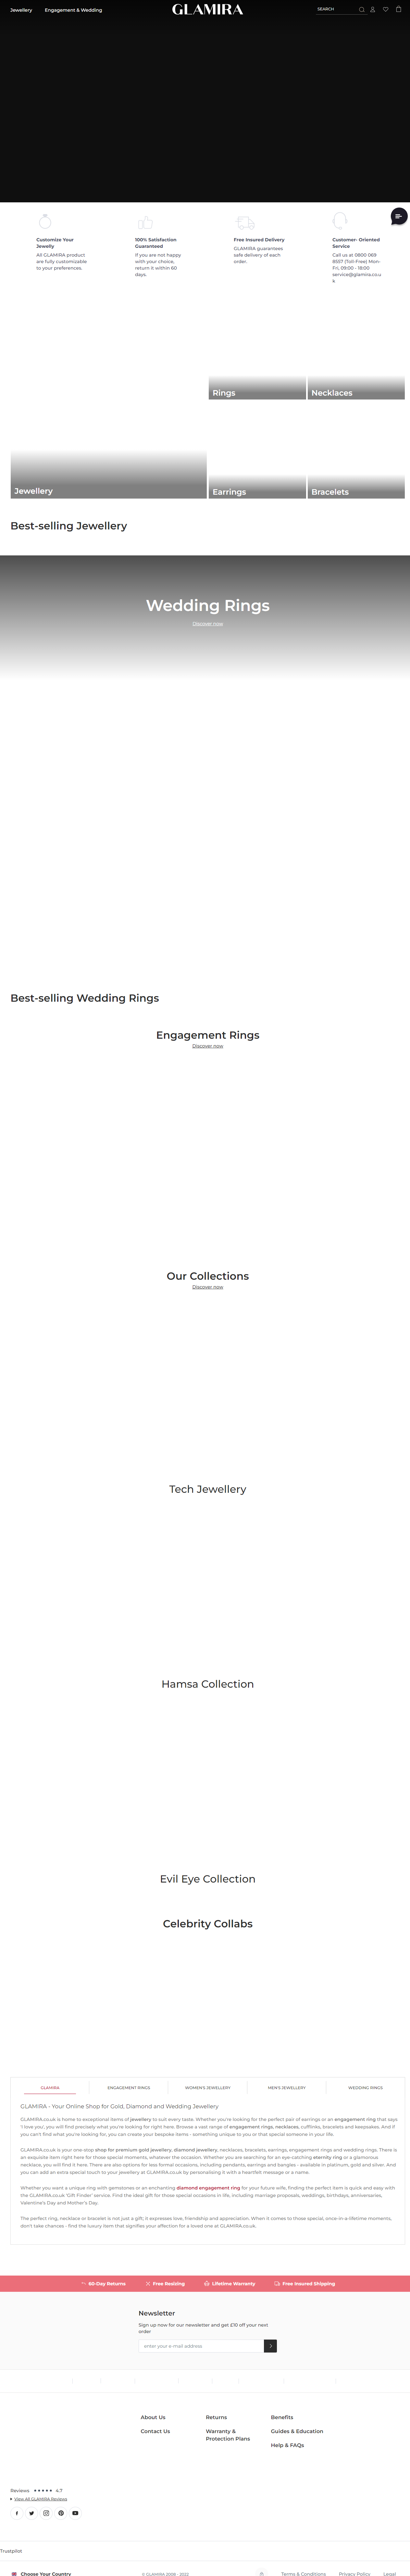 Jewellery
Engagement & Wedding
GLAMIRA
SEARCH
Customize Your
Jewelly
All GLAMIRA product
are fully customizable
to your preferences.
100% Satisfaction
Guaranteed
If you are not happy
with your choice,
return it within 60
days.
Free Insured Delivery
GLAMIRA guarantees
safe delivery of each
order.
Customer- Oriented
Service
Call us at 0800 069
8557 (Toll-Free) Mon-
Fri, 09:00 - 18:00
service@glamira.co.u
k
Rings
Necklaces
Jewellery
Earrings
Bracelets
Best-selling Jewellery
Wedding Rings
Discover now
Best-selling Wedding Rings
Engagement Rings
Discover now
Our Collections
Discover now
Tech Jewellery
Hamsa Collection
Evil Eye Collection
Celebrity Collabs
GLAMIRA
ENGAGEMENT RINGS
WOMEN'S JEWELLERY
MEN'S JEWELLERY
WEDDING RINGS
GLAMIRA - Your Online Shop for Gold, Diamond and Wedding Jewellery
GLAMIRA.co.uk is home to exceptional items of jewellery to suit every taste. Whether you're looking for the perfect pair of earrings or an engagement ring that says
'I love you', you will find precisely what you're looking for right here. Browse a vast range of engagement rings, necklaces, cufflinks, bracelets and keepsakes. And if
you can't find what you're looking for, you can create your own bespoke items - something unique to you or that special someone in your life.
GLAMIRA.co.uk is your one-stop shop for premium gold jewellery, diamond jewellery, necklaces, bracelets, earrings, engagement rings and wedding rings. There is
an exquisite item right here for those special moments, whatever the occasion. Whether you are searching for an eye-catching eternity ring or a glamorous
necklace, you will find it here. There are also options for less formal occasions, including pendants, earrings and bangles - available in platinum, gold and silver. And
you can add an extra special touch to your jewellery at GLAMIRA.co.uk by personalising it with a heartfelt message or a name.
Whether you want a unique ring with gemstones or an enchanting diamond engagement ring for your future wife, finding the perfect item is quick and easy with
the GLAMIRA.co.uk 'Gift Finder' service. Find the ideal gift for those special occasions in life, including marriage proposals, weddings, birthdays, anniversaries,
Valentine's Day and Mother's Day.
The perfect ring, necklace or bracelet is not just a gift; it expresses love, friendship and appreciation. When it comes to those special, once-in-a-lifetime moments,
don't take chances - find the luxury item that signifies your affection for a loved one at GLAMIRA.co.uk.
60-Day Returns
Free Resizing
Lifetime Warranty
Free Insured Shipping
Newsletter
Sign up now for our newsletter and get £10 off your next
order
enter your e-mail address
About Us
Returns
Benefits
Contact Us
Warranty &
Protection Plans
Guides & Education
Help & FAQs
Reviews
4.7
View All GLAMIRA Reviews
Trustpilot
Choose Your Country
© GLAMIRA 2009 - 2022
Terms & Conditions
Privacy Policy
Legal